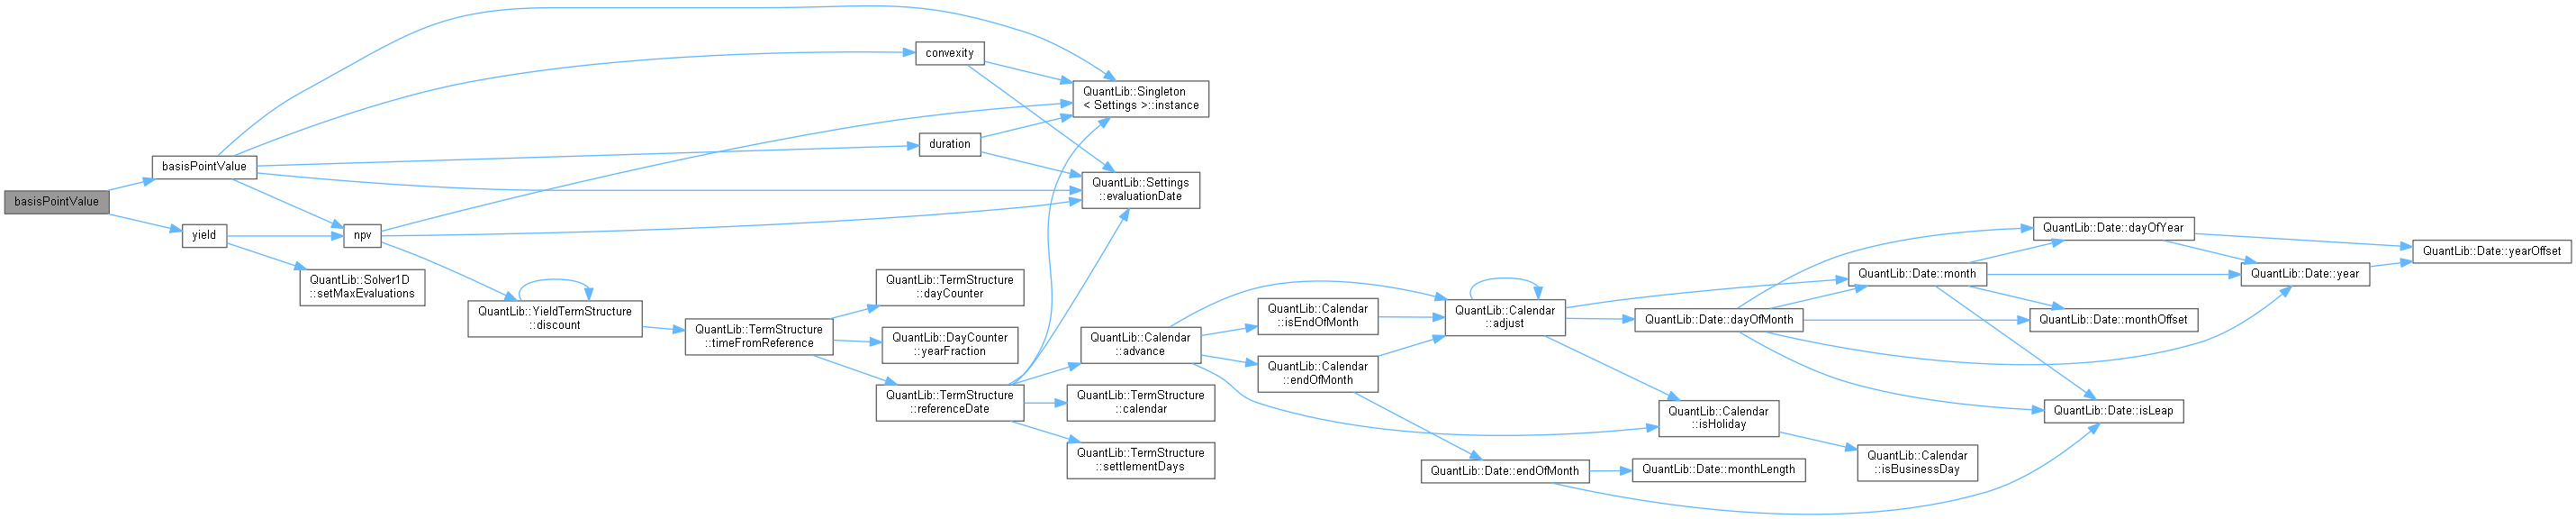 basisPointValue
basisPointValue
yield
npv
QuantLib::Solver1D
::setMaxEvaluations
convexity
duration
QuantLib::Singleton
< Settings >::instance
QuantLib::Settings
::evaluationDate
QuantLib::YieldTermStructure
::discount
QuantLib::TermStructure
::timeFromReference
QuantLib::TermStructure
::dayCounter
QuantLib::DayCounter
::yearFraction
QuantLib::TermStructure
::referenceDate
QuantLib::Calendar
::advance
QuantLib::TermStructure
::calendar
QuantLib::TermStructure
::settlementDays
QuantLib::Calendar
::isEndOfMonth
QuantLib::Calendar
::endOfMonth
QuantLib::Calendar
::adjust
QuantLib::Date::endOfMonth
QuantLib::Date::dayOfMonth
QuantLib::Calendar
::isHoliday
QuantLib::Date::monthLength
QuantLib::Date::month
QuantLib::Calendar
::isBusinessDay
QuantLib::Date::dayOfYear
QuantLib::Date::monthOffset
QuantLib::Date::isLeap
QuantLib::Date::year
QuantLib::Date::yearOffset